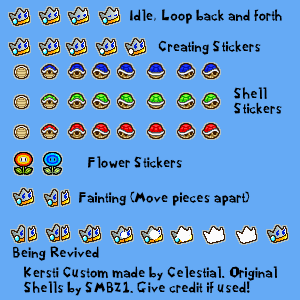 Idle, Loop back and forth
Creating Stickers
Shell
Stickers
Flower Stickers
Fainting (Move pieces apart)
Being Revived
Kersti Custom made by Celestial. Original
Shells by SMBZ1. Give credit if used!